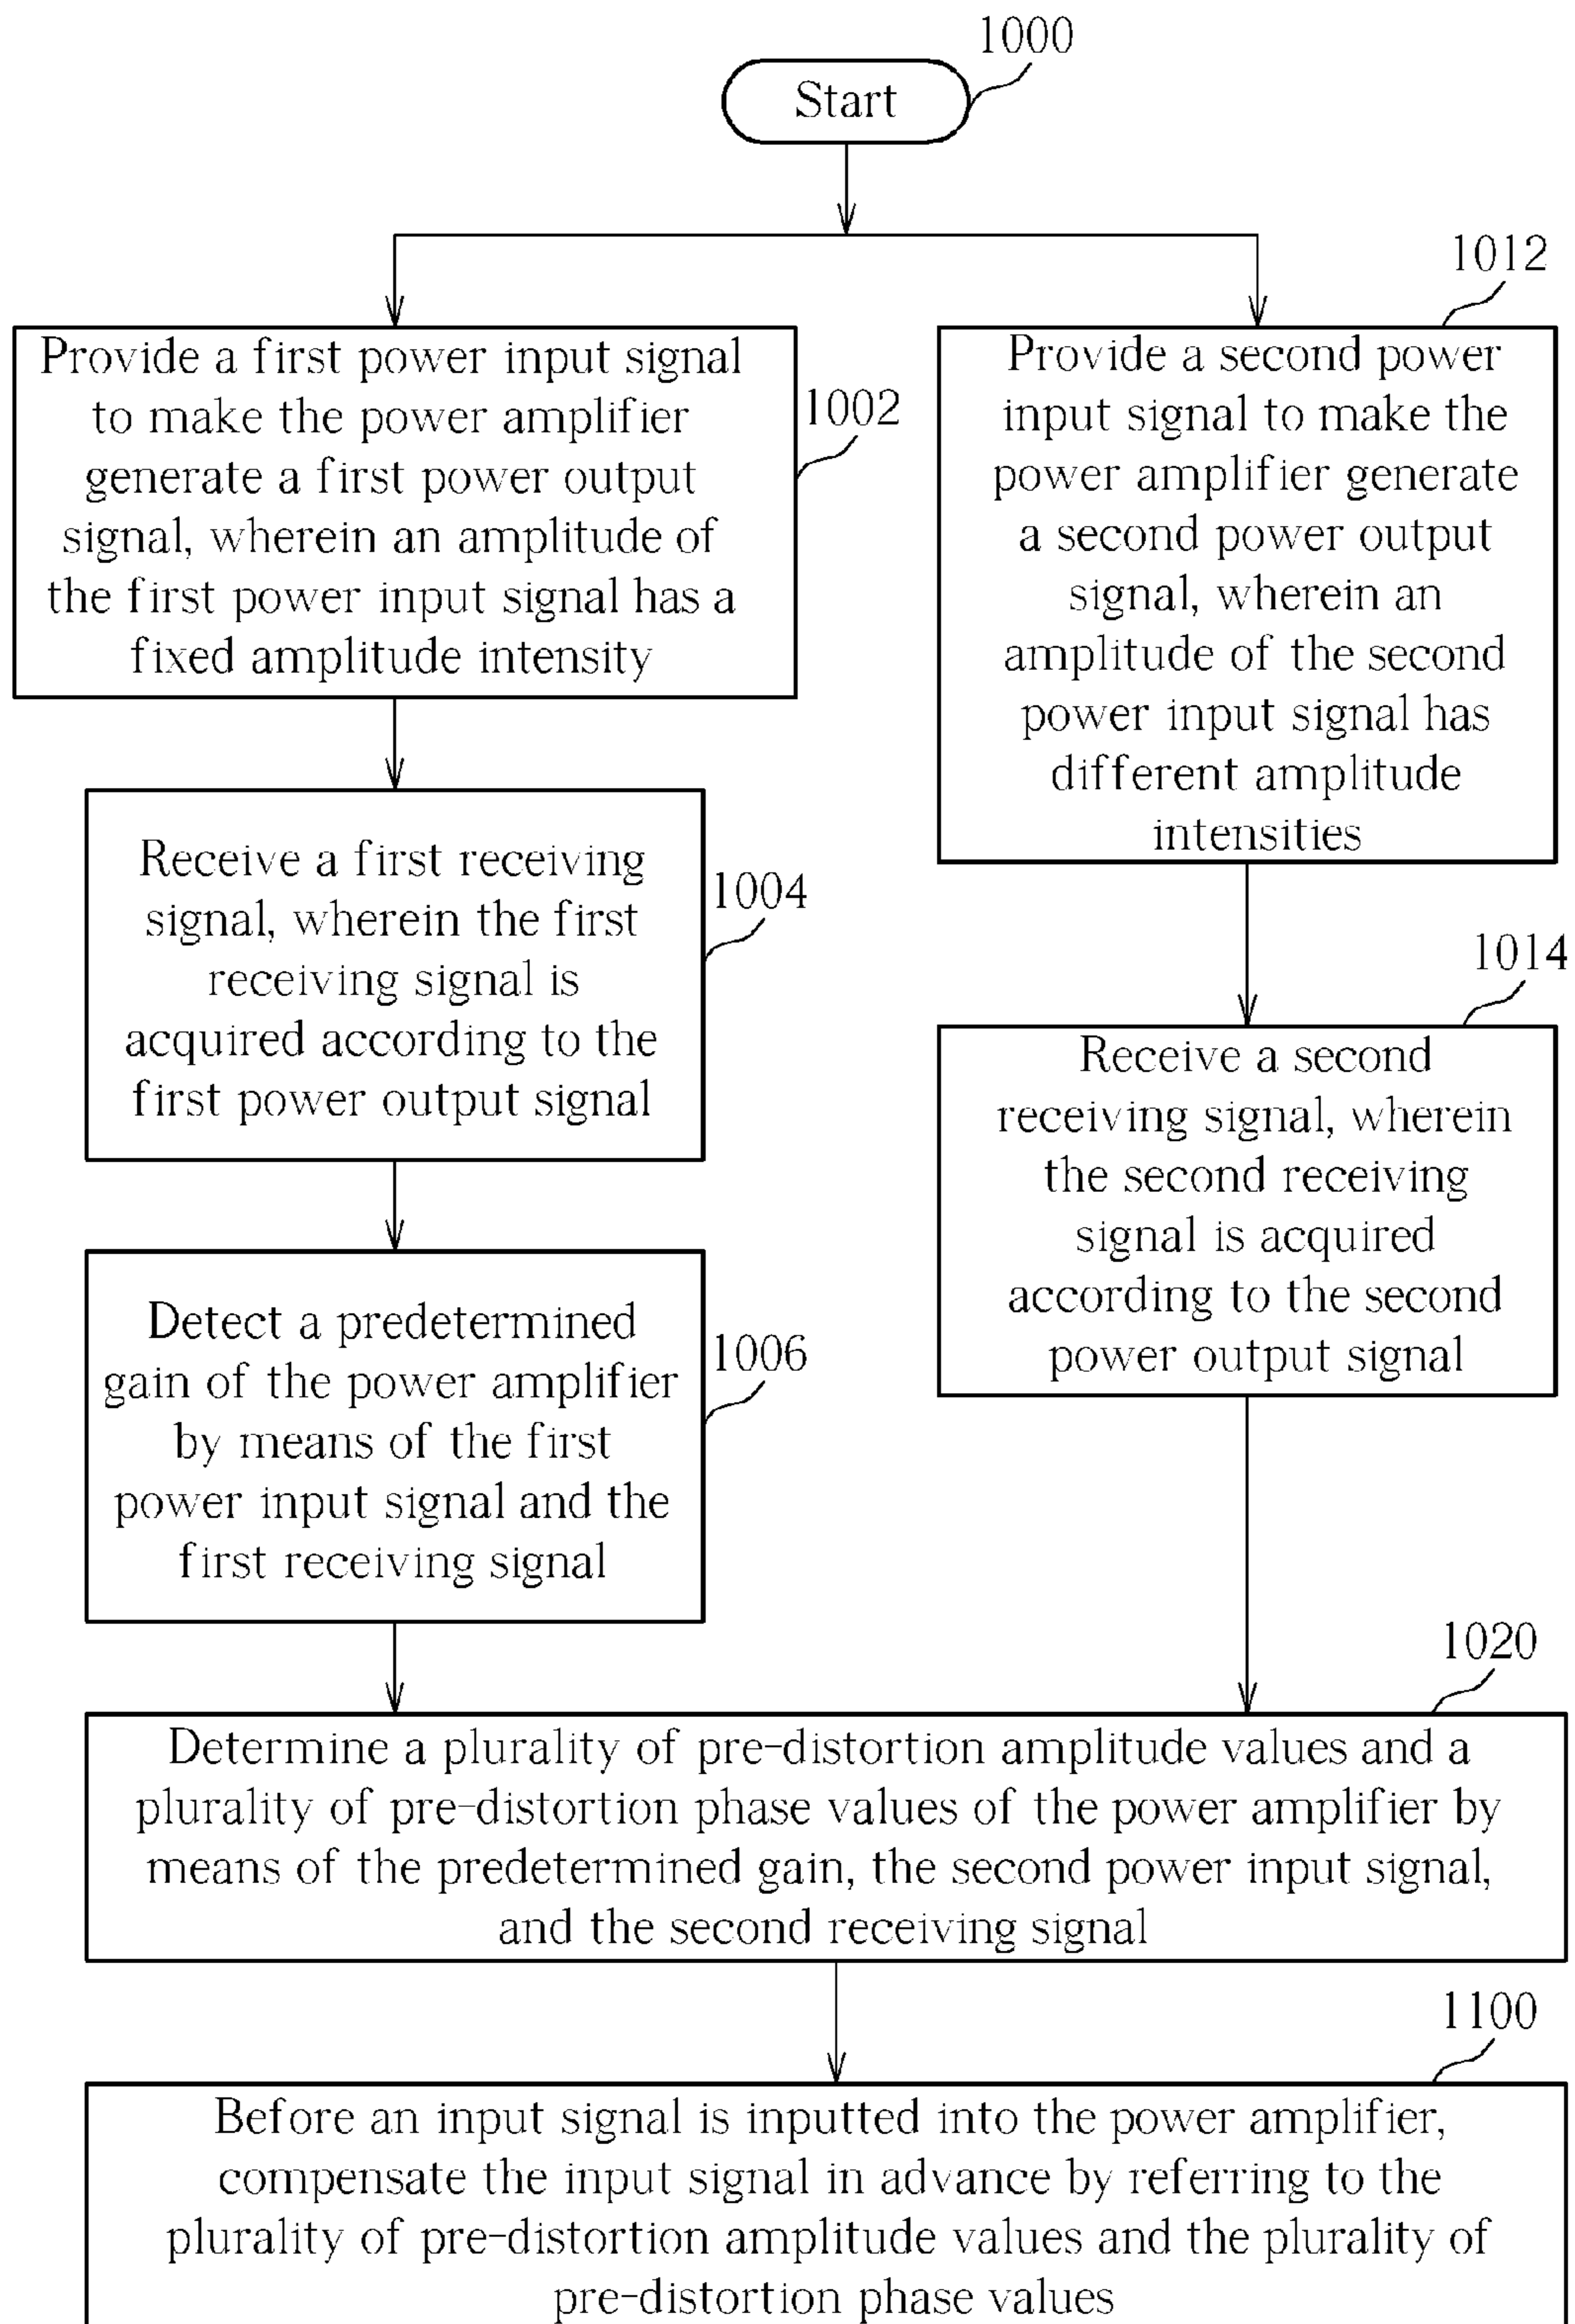 1000
Start
1002
Provide a first power input signal
to make the power amplifier
generate a first power output
signal, wherein an amplitude of
the first power input signal has a
fixed amplitude intensity
1004
Receive a first receiving
signal, wherein the first
receiving signal is
acquired according to the
first power output signal
1006
Detect a predetermined
gain of the power amplifier
by means of the first
power input signal and the
first receiving signal
1012
Provide a second power
input signal to make the
power amplifier generate
a second power output
signal, wherein an
amplitude of the second
power input signal has
different amplitude
intensities
1014
Receive a second
receiving signal, wherein
the second receiving
signal is acquired
according to the second
power output signal
1020
Determine a plurality of pre-distortion amplitude values and a
plurality of pre-distortion phase values of the power amplifier by
means of the predetermined gain, the second power input signal,
and the second receiving signal
1100
Before an input signal is inputted into the power amplifier,
compensate the input signal in advance by referring to the
plurality of pre-distortion amplitude values and the plurality of
pre-distortion phase values